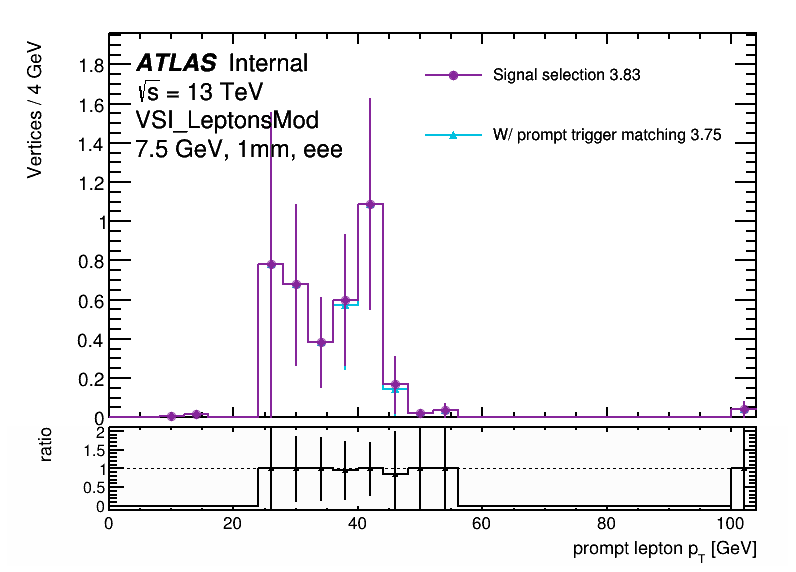 ATLAS Internal
√s = 13 TeV
VSI_LeptonsMod
7.5 GeV, 1mm, eee
Signal selection 3.83
W/ prompt trigger matching 3.75
Vertices / 4 GeV
1.8
1.6
1.4
1.2
1
0.8
0.6
0.4
0.2
0
ratio
2
1.5
1
0.5
0
0 20 40 60 80 100
prompt lepton pT [GeV]